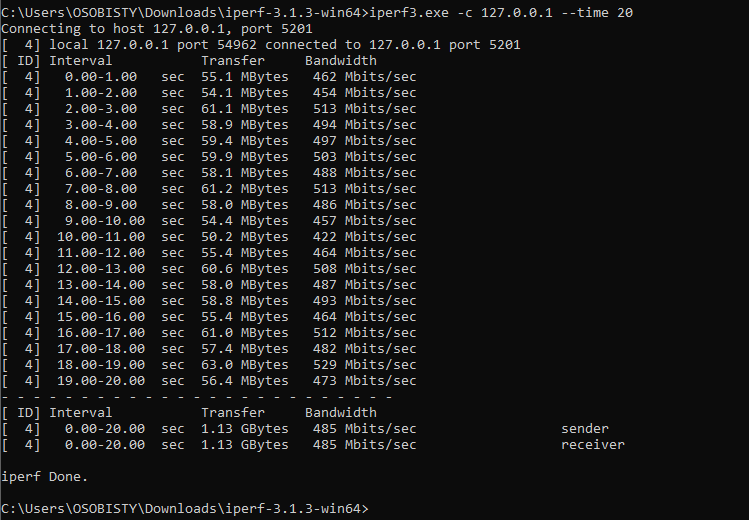 C:\Users\OSOBISTY\Downloads\iperf-3.1.3-win64>iperf3.exe -c 127.0.0.1 --time 20
Connecting to host 127.0.0.1, port 5201
[  4] local 127.0.0.1 port 54962 connected to 127.0.0.1 port 5201
[ ID] Interval           Transfer     Bandwidth
[  4]   0.00-1.00   sec  55.1 MBytes   462 Mbits/sec
[  4]   1.00-2.00   sec  54.1 MBytes   454 Mbits/sec
[  4]   2.00-3.00   sec  61.1 MBytes   513 Mbits/sec
[  4]   3.00-4.00   sec  58.9 MBytes   494 Mbits/sec
[  4]   4.00-5.00   sec  59.4 MBytes   497 Mbits/sec
[  4]   5.00-6.00   sec  59.9 MBytes   503 Mbits/sec
[  4]   6.00-7.00   sec  58.1 MBytes   488 Mbits/sec
[  4]   7.00-8.00   sec  61.2 MBytes   513 Mbits/sec
[  4]   8.00-9.00   sec  58.0 MBytes   486 Mbits/sec
[  4]   9.00-10.00  sec  54.4 MBytes   457 Mbits/sec
[  4]  10.00-11.00  sec  50.2 MBytes   422 Mbits/sec
[  4]  11.00-12.00  sec  55.4 MBytes   464 Mbits/sec
[  4]  12.00-13.00  sec  60.6 MBytes   508 Mbits/sec
[  4]  13.00-14.00  sec  58.0 MBytes   487 Mbits/sec
[  4]  14.00-15.00  sec  58.8 MBytes   493 Mbits/sec
[  4]  15.00-16.00  sec  55.4 MBytes   464 Mbits/sec
[  4]  16.00-17.00  sec  61.0 MBytes   512 Mbits/sec
[  4]  17.00-18.00  sec  57.4 MBytes   482 Mbits/sec
[  4]  18.00-19.00  sec  63.0 MBytes   529 Mbits/sec
[  4]  19.00-20.00  sec  56.4 MBytes   473 Mbits/sec
- - - - - - - - - - - - - - - - - - - - - - - - -
[ ID] Interval           Transfer     Bandwidth
[  4]   0.00-20.00  sec  1.13 GBytes   485 Mbits/sec                  sender
[  4]   0.00-20.00  sec  1.13 GBytes   485 Mbits/sec                  receiver
iperf Done.
C:\Users\OSOBISTY\Downloads\iperf-3.1.3-win64>